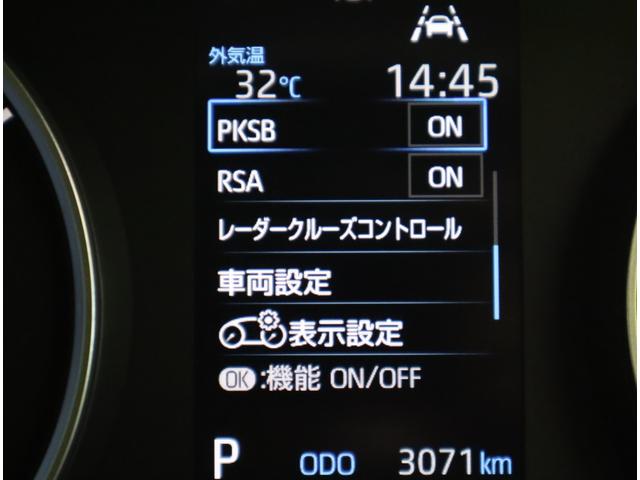 外気温
32℃ 14:45
PKSB ON
RSA ON
レーダークルーズコントロール
車両設定
表示設定
OK:機能 ON/OFF
P ODO 3071km